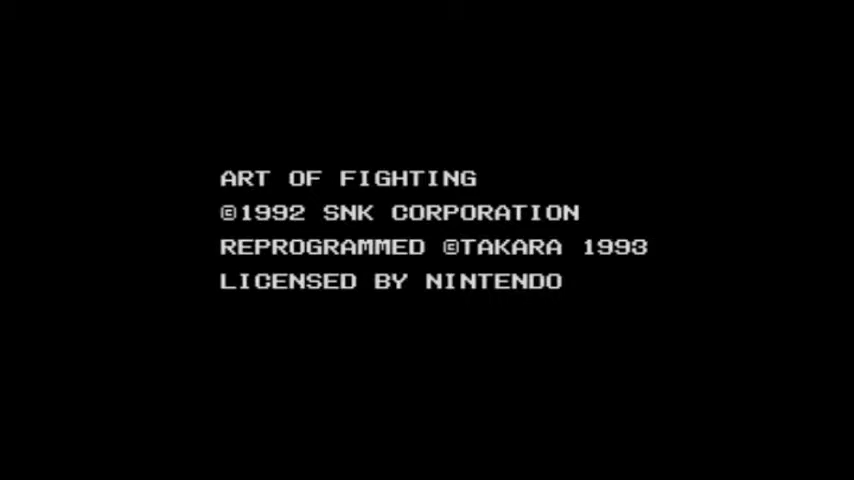 ART OF FIGHTING
©1992 SNK CORPORATION
REPROGRAMMED ©TAKARA 1993
LICENSED BY NINTENDO